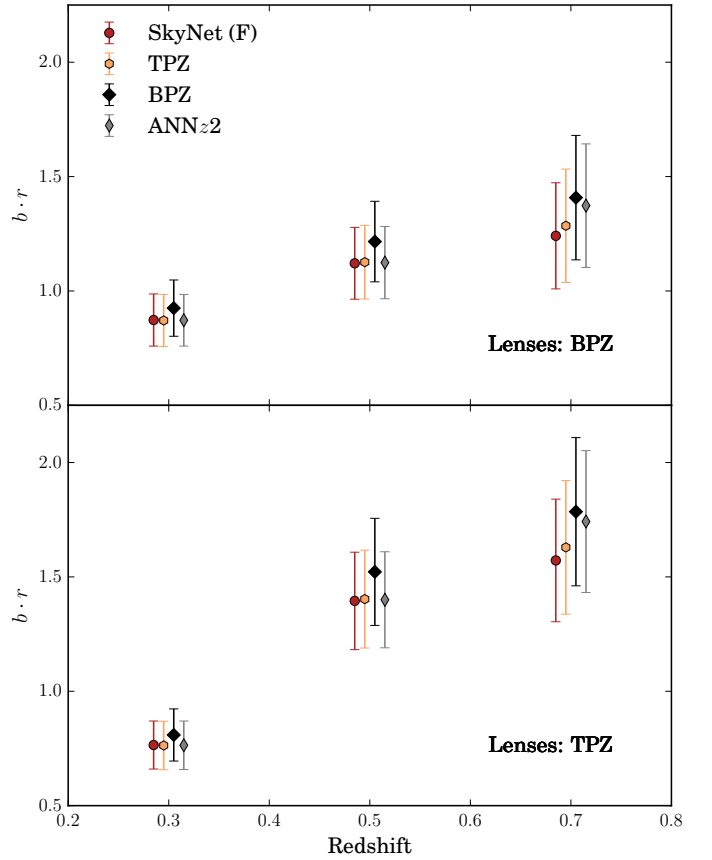 2.0
1.5
1.0
0.5
b · r
SkyNet (F)
TPZ
BPZ
ANNz2
Lenses: BPZ
2.0
1.5
1.0
0.5
b · r
Lenses: TPZ
0.2 0.3 0.4 0.5 0.6 0.7 0.8
Redshift